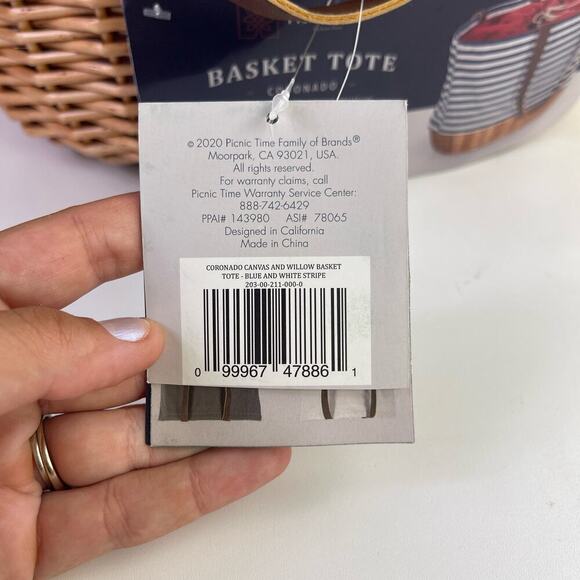 BASKET TOTE
CORONADO
© 2020 Picnic Time Family of Brands®
Moorpark, CA 93021, USA.
All rights reserved.
For warranty claims, call
Picnic Time Warranty Service Center:
888-742-6429
PPAI# 143980 ASI# 78065
Designed in California
Made in China
CORONADO CANVAS AND WILLOW BASKET
TOTE - BLUE AND WHITE STRIPE
203-00-211-000-0
0 99967 47886 1